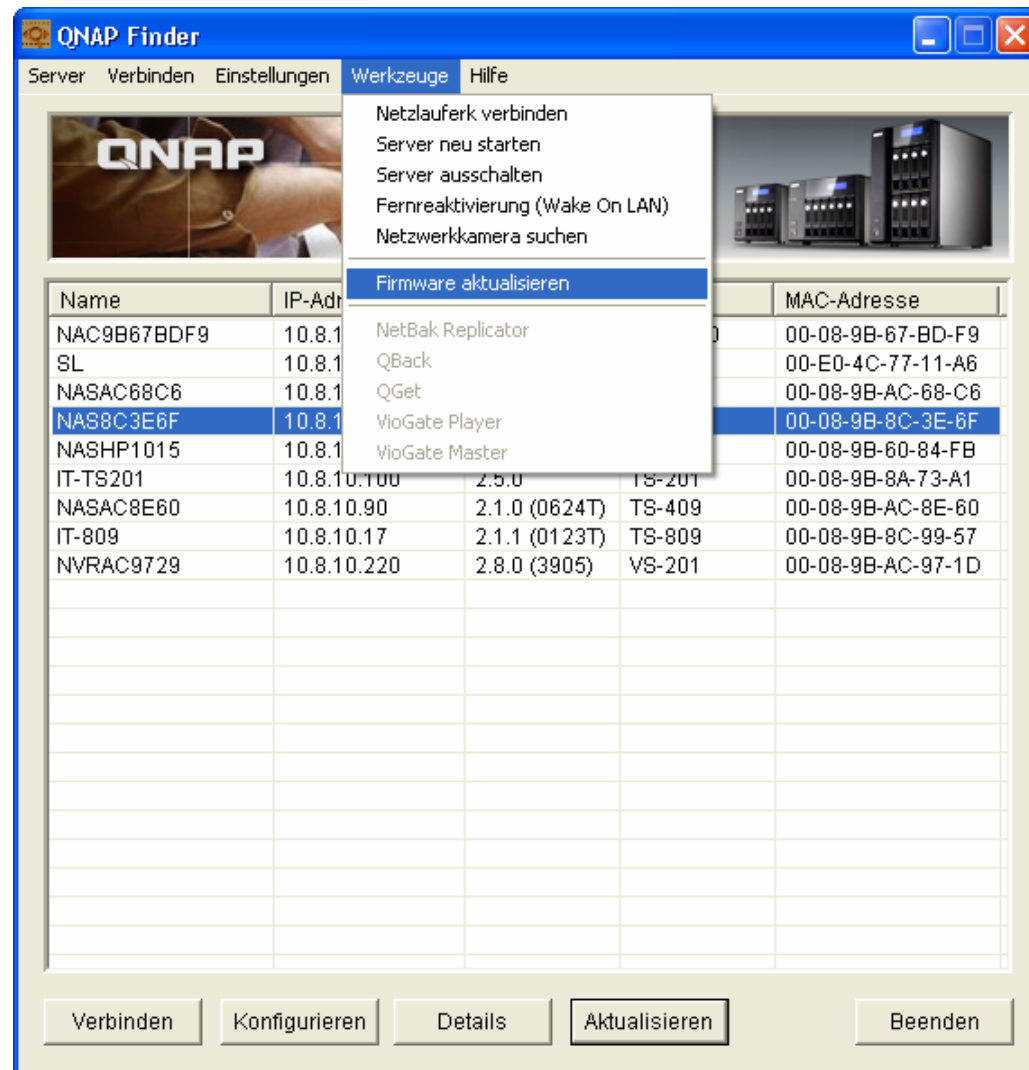 QNAP Finder
Server Verbinden Einstellungen Werkzeuge Hilfe
QNAP
Netzlauferk verbinden
Server neu starten
Server ausschalten
Fernreaktivierung (Wake On LAN)
Netzwerkkamera suchen
Firmware aktualisieren
NetBak Replicator
QBack
QGet
VioGate Player
VioGate Master
Name IP-Adr MAC-Adresse
NAC9B67BDF9 10.8.1 00-08-9B-67-BD-F9
SL 10.8.1 00-E0-4C-77-11-A6
NASAC68C6 10.8.1 00-08-9B-AC-68-C6
NAS8C3E6F 10.8.1 00-08-9B-8C-3E-6F
NASHP1015 10.8.1 00-08-9B-60-84-FB
IT-TS201 10.8.10.100 2.5.0 TS-201 00-08-9B-8A-73-A1
NASAC8E60 10.8.10.90 2.1.0 (0624T) TS-409 00-08-9B-AC-8E-60
IT-809 10.8.10.17 2.1.1 (0123T) TS-809 00-08-9B-8C-99-57
NVRAC9729 10.8.10.220 2.8.0 (3905) VS-201 00-08-9B-AC-97-1D
Verbinden Konfigurieren Details Aktualisieren Beenden